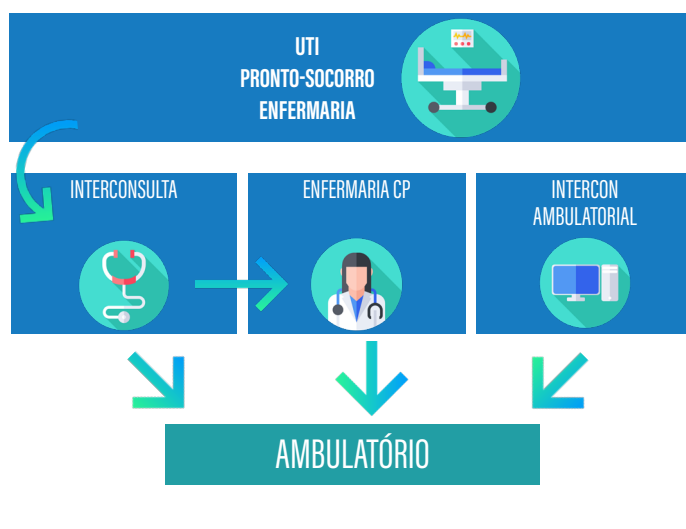 UTI
PRONTO-SOCORRO
ENFERMARIA
INTERCONSULTA
ENFERMARIA CP
INTERCON
AMBULATORIAL
AMBULATÓRIO